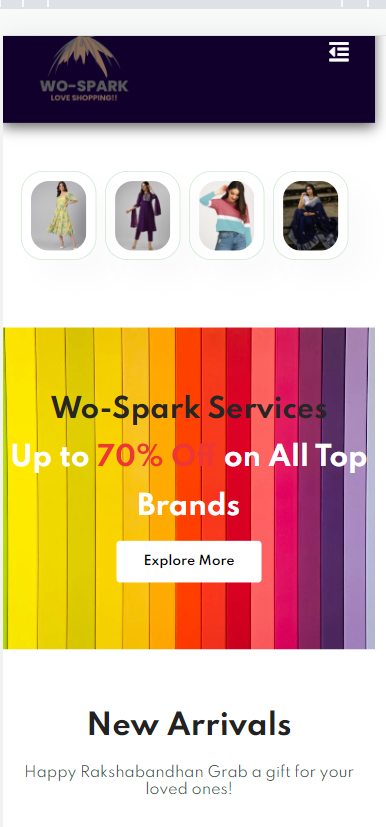 WO-SPARK
LOVE SHOPPING!!
Wo-Spark Services
Up to 70% Off on All Top
Brands
Explore More
New Arrivals
Happy Rakshabandhan Grab a gift for your
loved ones!